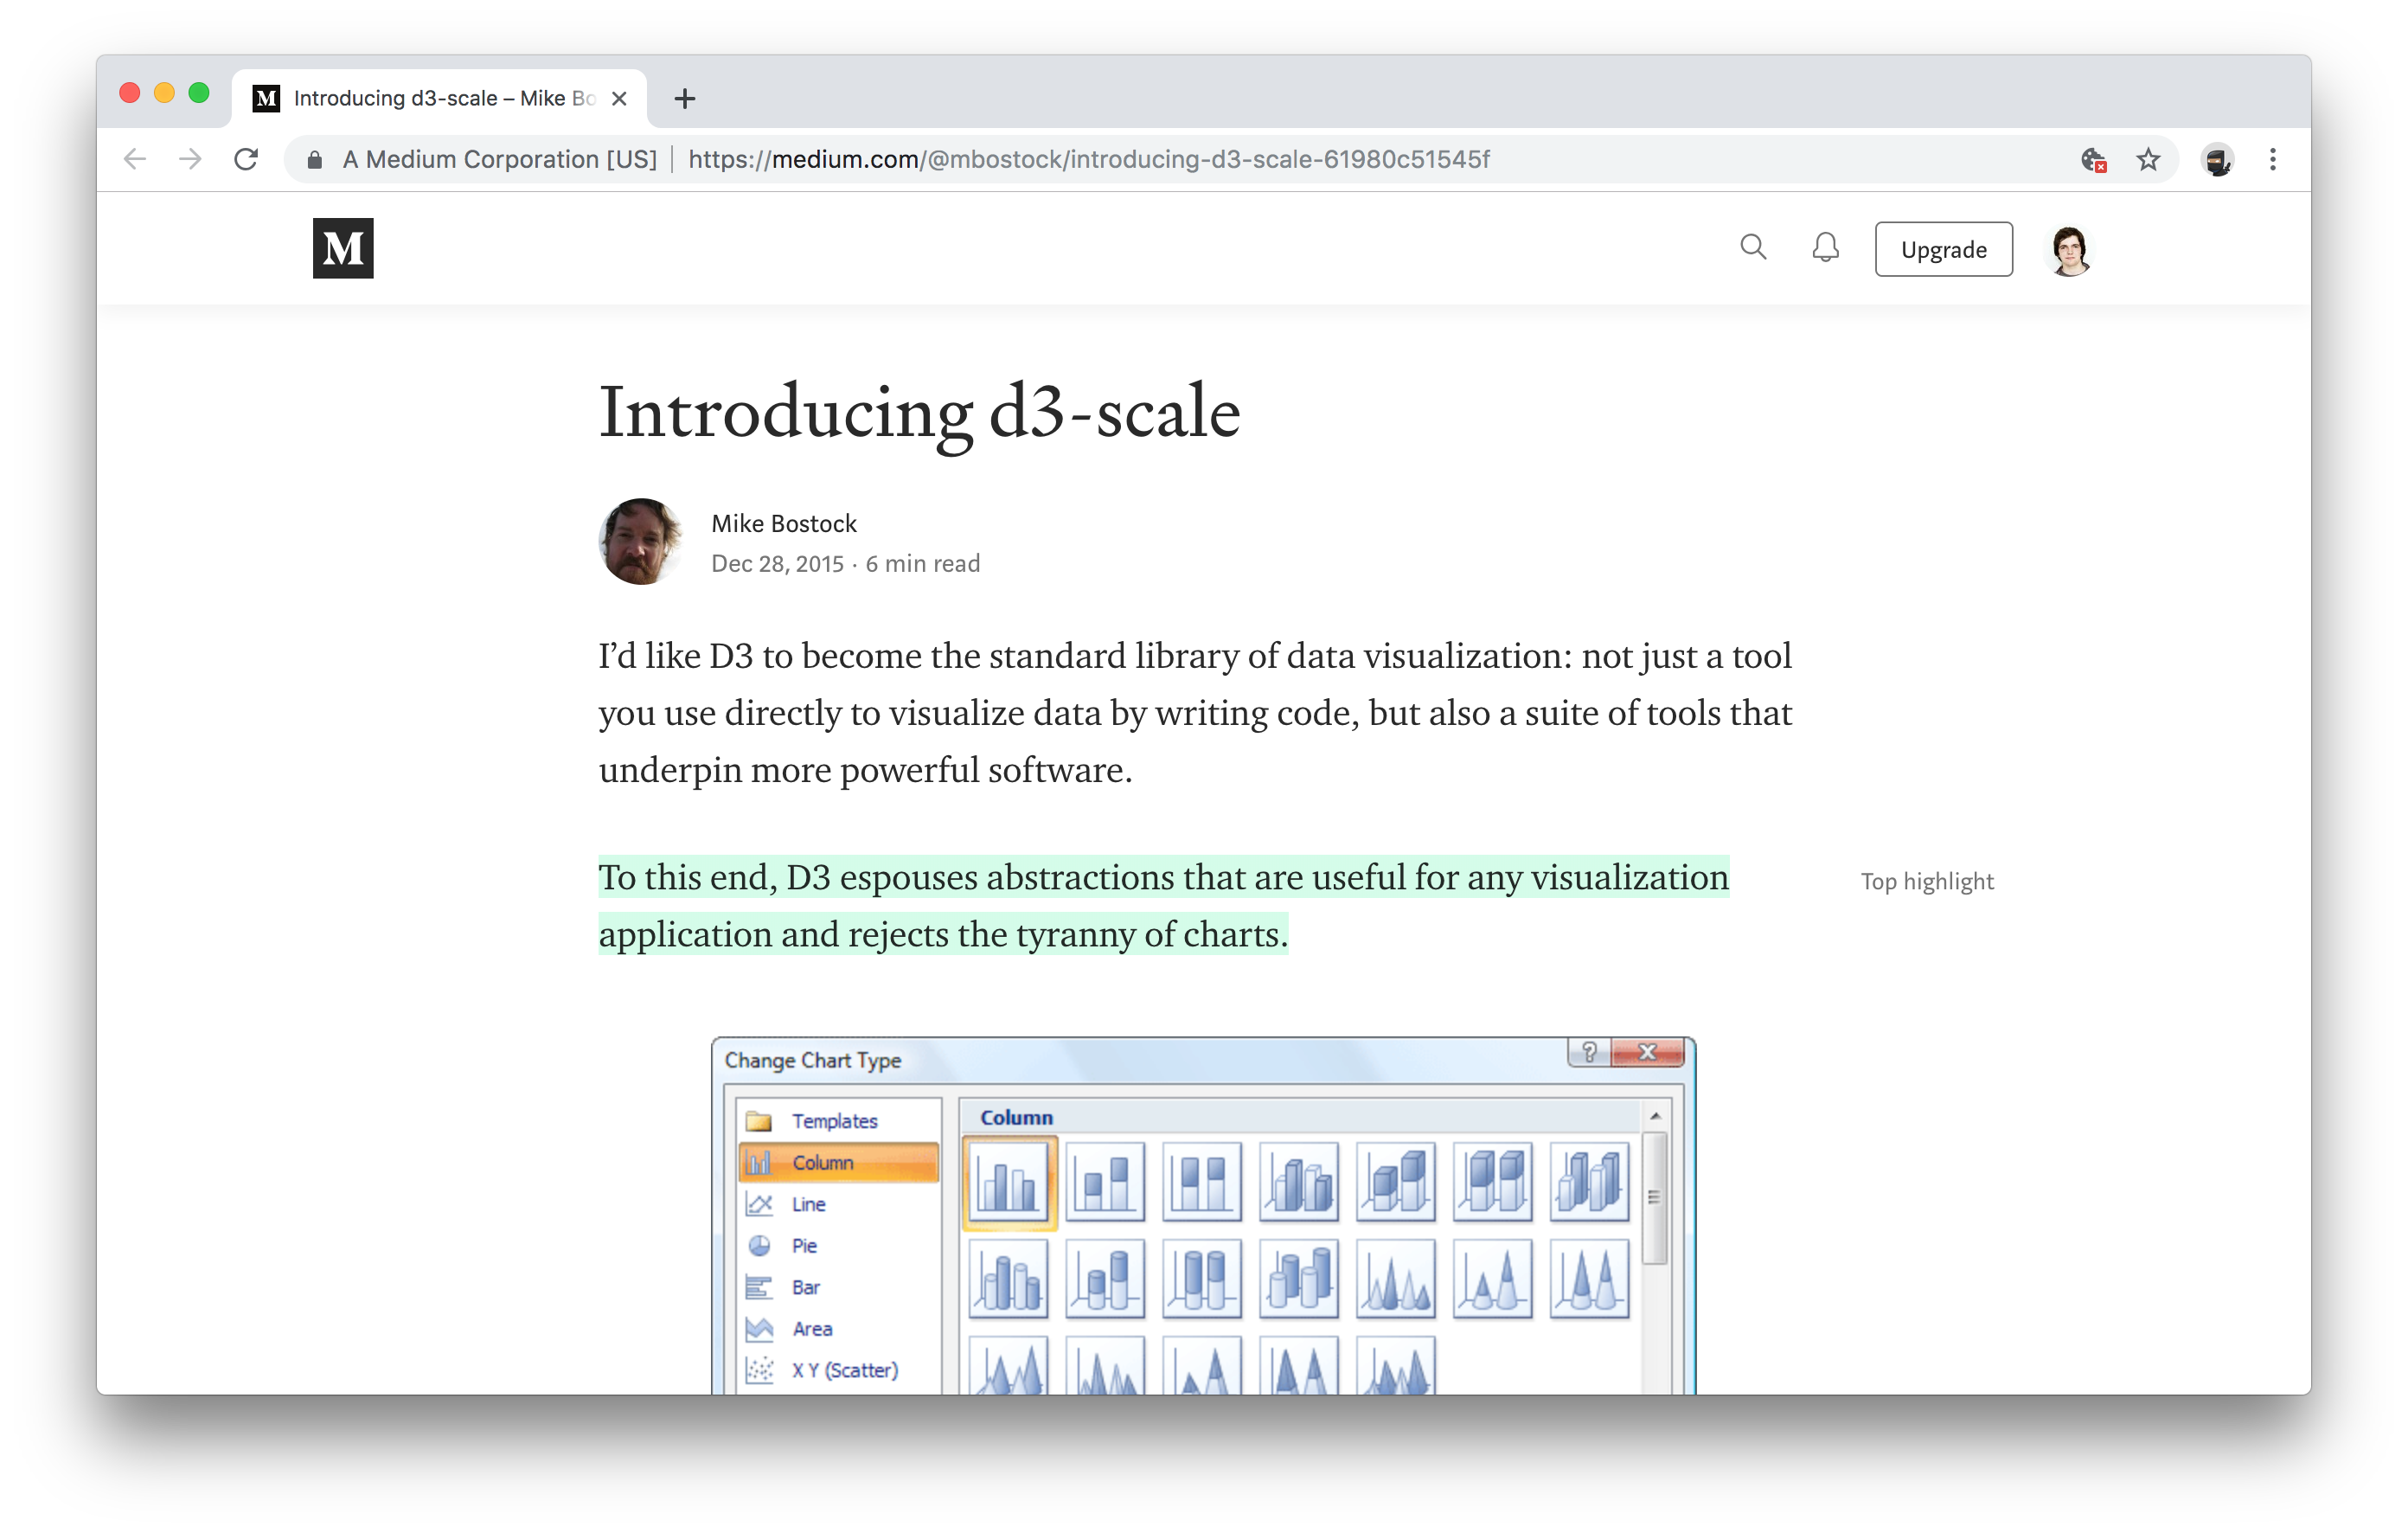 M Introducing d3-scale – Mike Bo
A Medium Corporation [US] https://medium.com/@mbostock/introducing-d3-scale-61980c51545f
M
Upgrade
Introducing d3-scale
Mike Bostock
Dec 28, 2015 · 6 min read
I’d like D3 to become the standard library of data visualization: not just a tool
you use directly to visualize data by writing code, but also a suite of tools that
underpin more powerful software.
To this end, D3 espouses abstractions that are useful for any visualization
application and rejects the tyranny of charts.
Top highlight
Change Chart Type
Templates
Column
Line
Pie
Bar
Area
X Y (Scatter)
Column